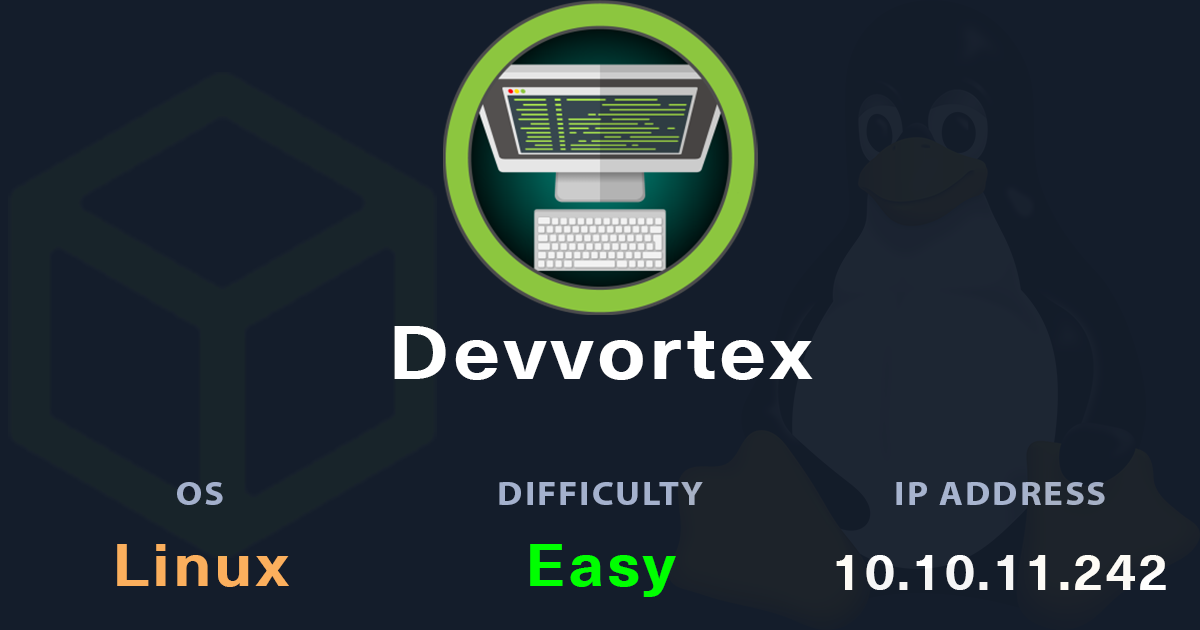 Devvortex
OS
DIFFICULTY
IP ADDRESS
Linux
Easy
10.10.11.242